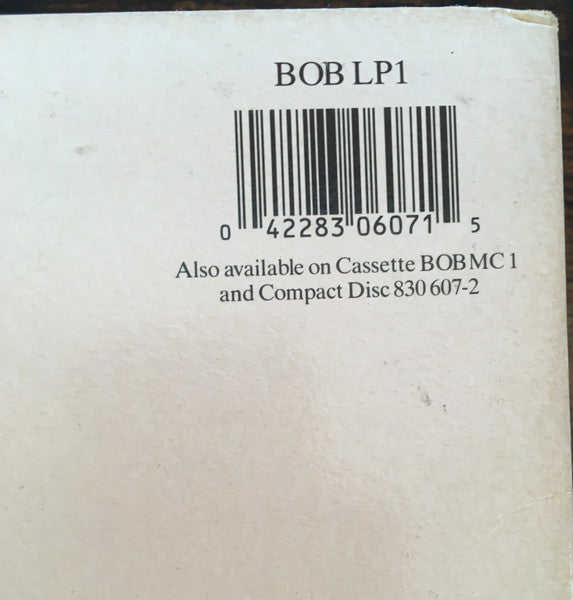 BOB LP1
0 42283 06071 5
Also available on Cassette BOB MC 1
and Compact Disc 830 607-2